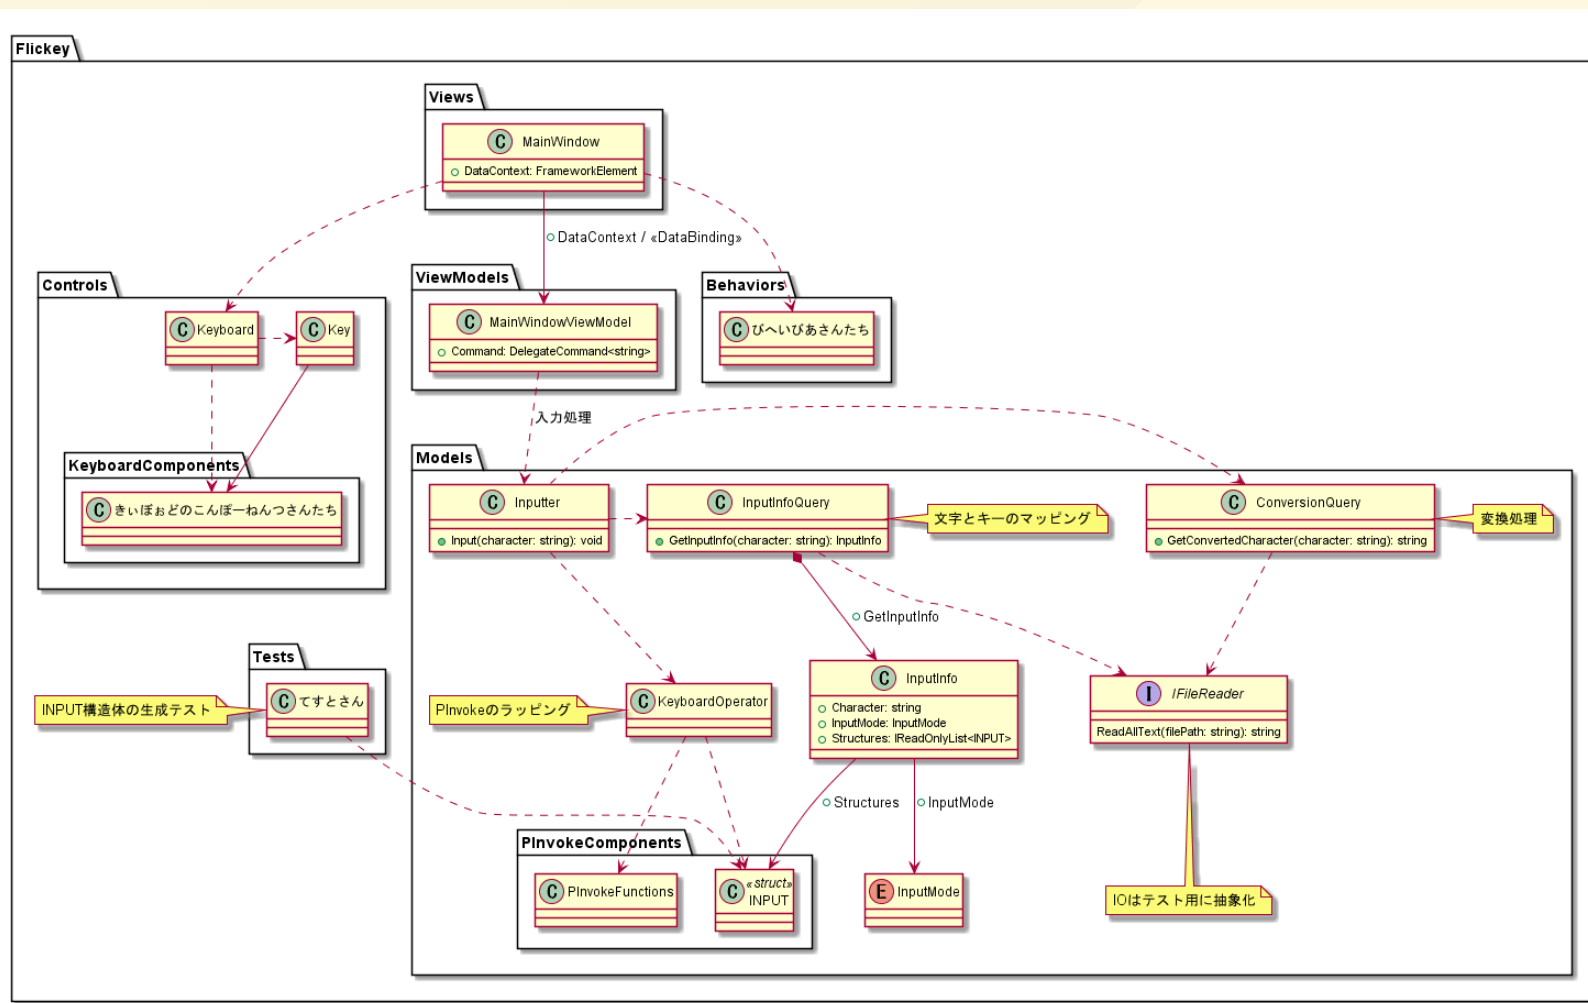 Flickey
Views
C MainWindow
DataContext: FrameworkElement
DataContext / «DataBinding»
Controls
C Keyboard
C Key
KeyboardComponents
C きぃぼぉどのこんぽーねんつさんたち
ViewModels
C MainWindowViewModel
Command: DelegateCommand<string>
Behaviors
C びへいびあさんたち
入力処理
Models
C Inputter
Input(character: string): void
C InputInfoQuery
GetInputInfo(character: string): InputInfo
文字とキーのマッピング
C ConversionQuery
GetConvertedCharacter(character: string): string
変換処理
GetInputInfo
Tests
C てすとさん
INPUT構造体の生成テスト
PInvokeのラッピング
C KeyboardOperator
C InputInfo
Character: string
InputMode: InputMode
Structures: IReadOnlyList<INPUT>
I IFileReader
ReadAllText(filePath: string): string
Structures
InputMode
PInvokeComponents
C PInvokeFunctions
C «struct»
INPUT
E InputMode
IOはテスト用に抽象化